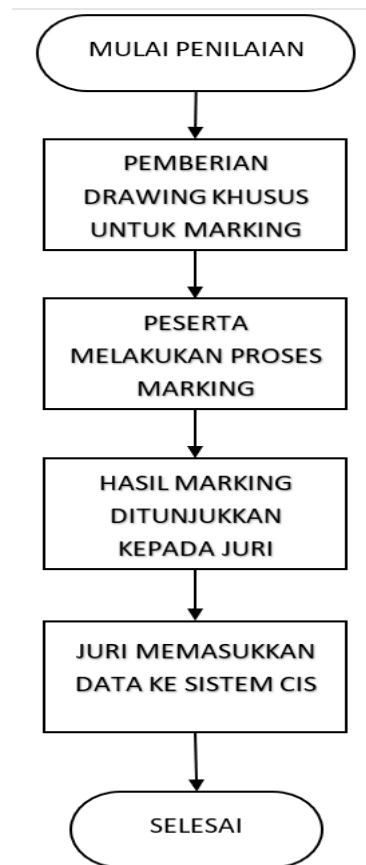 MULAI PENILAIAN
PEMBERIAN
DRAWING KHUSUS
UNTUK MARKING
PESERTA
MELAKUKAN PROSES
MARKING
HASIL MARKING
DITUNJUKKAN
KEPADA JURI
JURI MEMASUKKAN
DATA KE SISTEM CIS
SELESAI